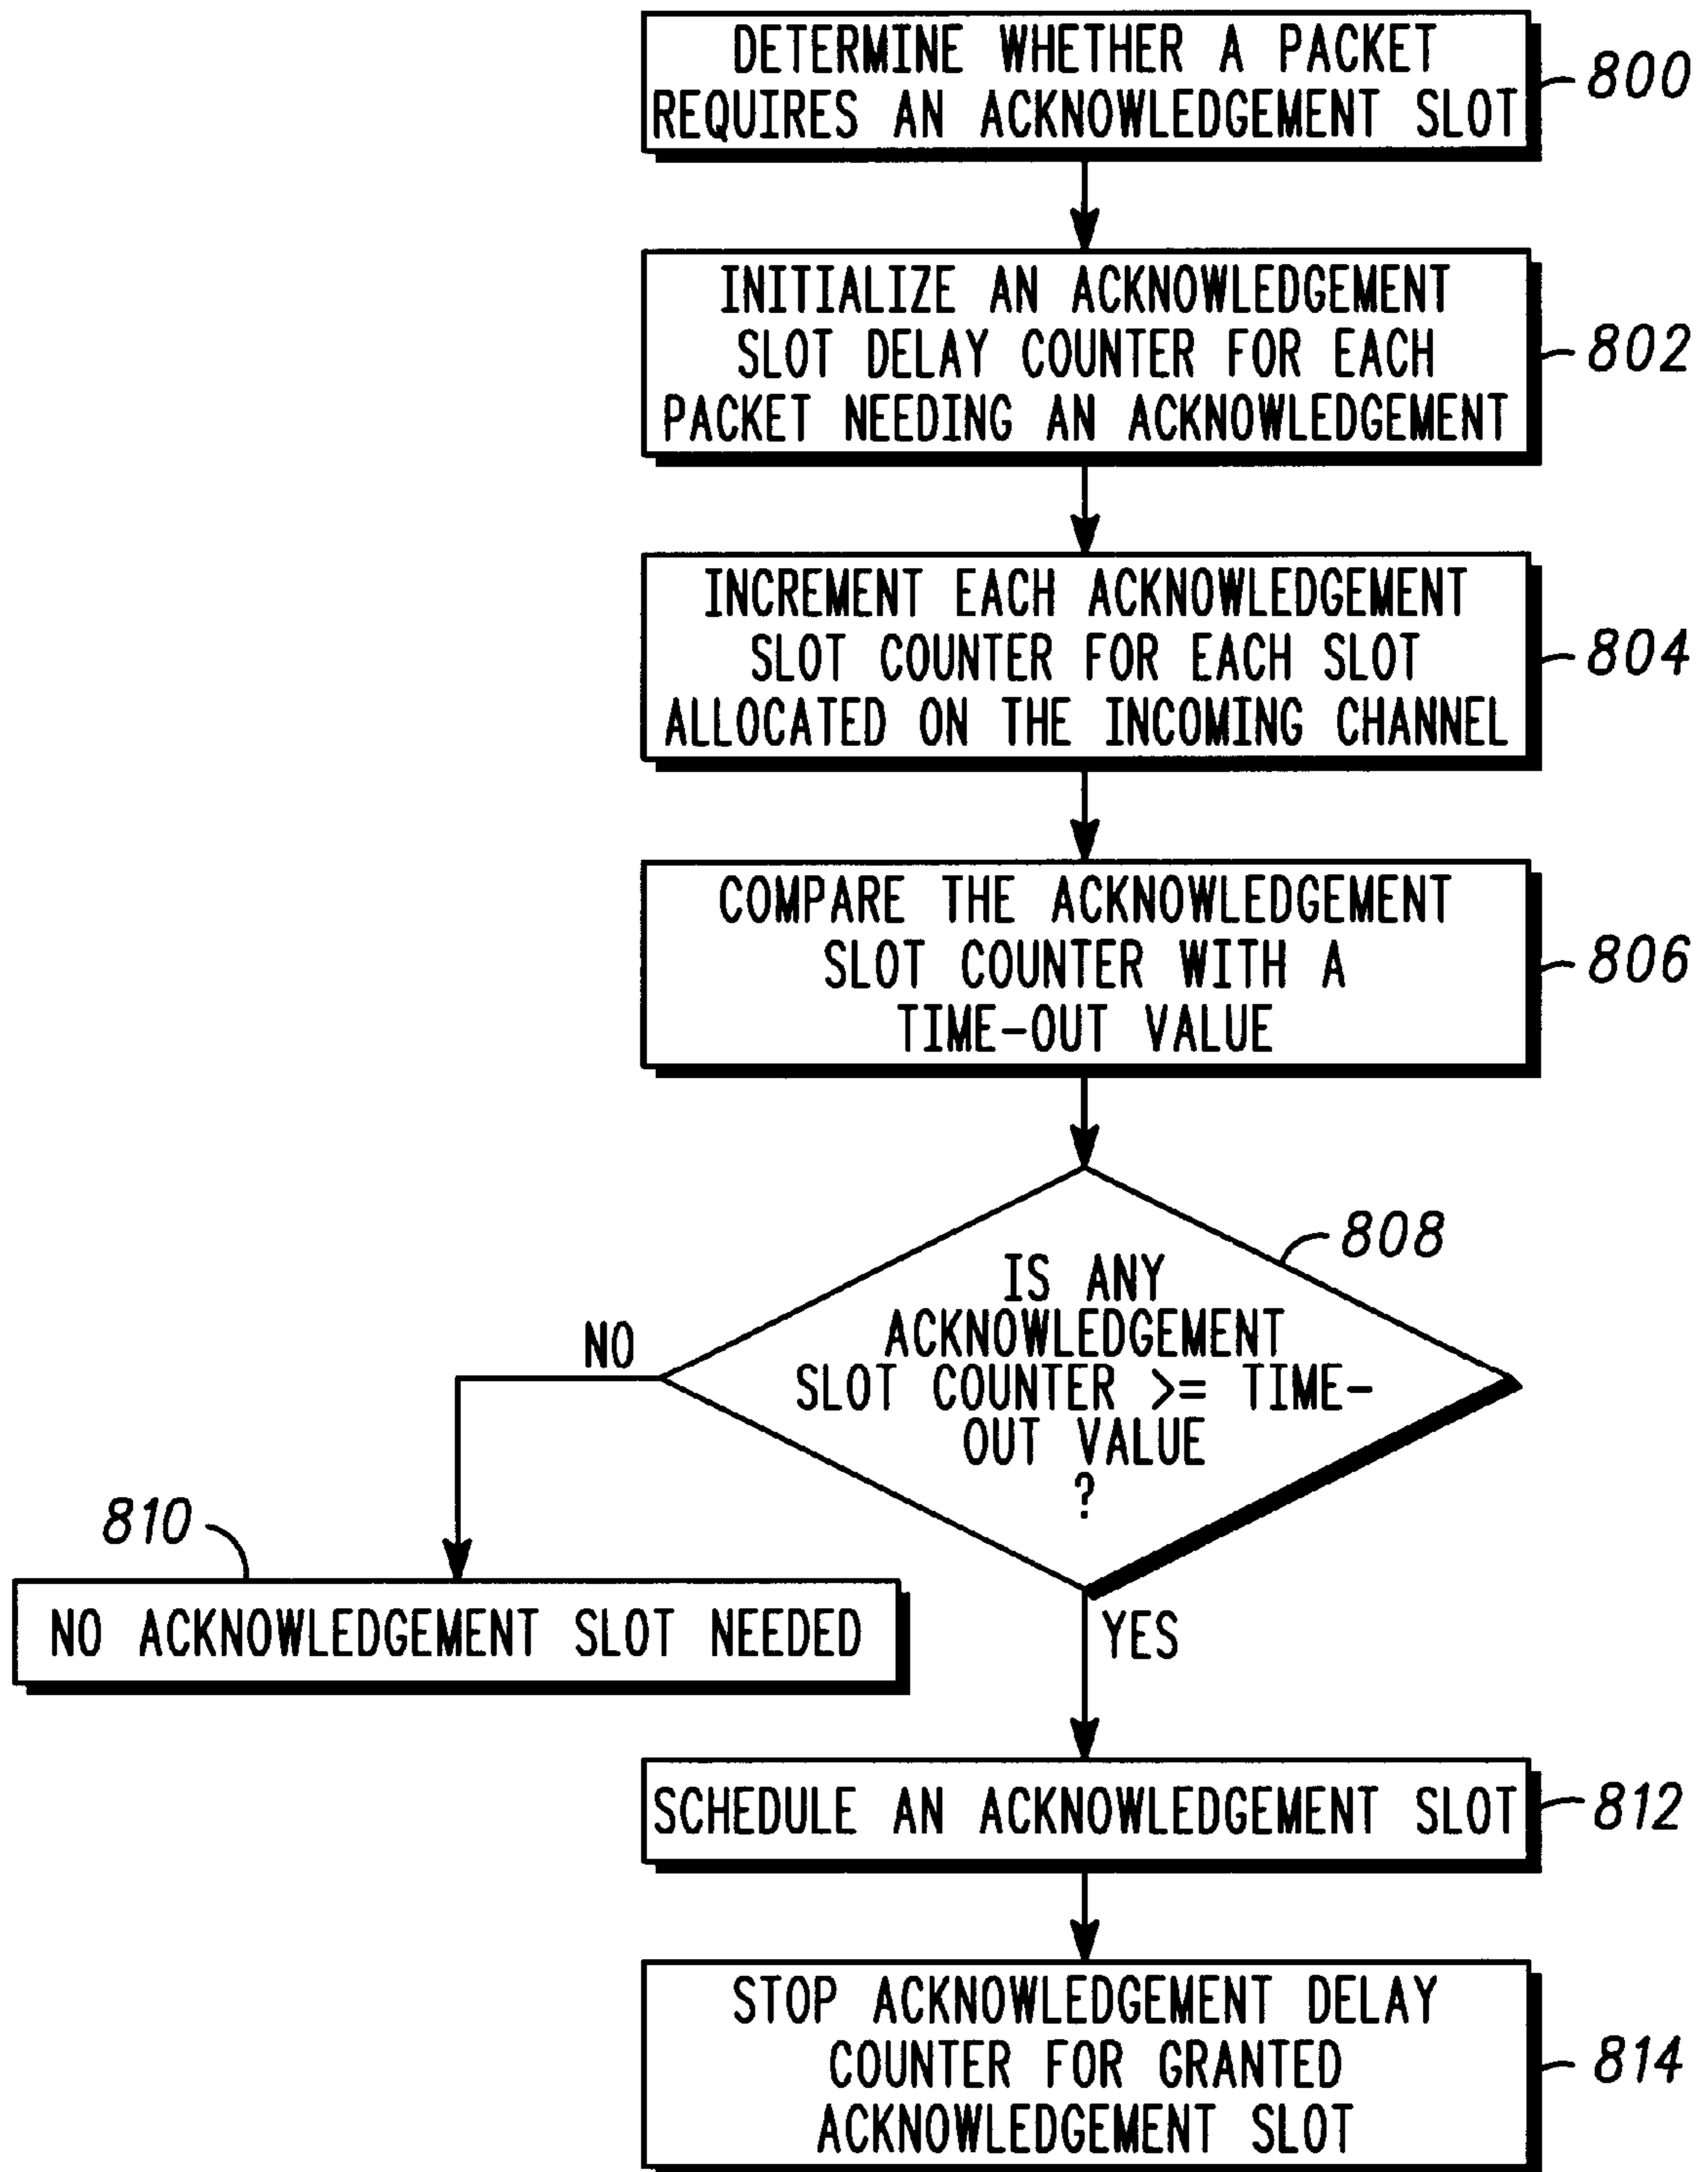 DETERMINE WHETHER A PACKET
REQUIRES AN ACKNOWLEDGEMENT SLOT
800
INITIALIZE AN ACKNOWLEDGEMENT
SLOT DELAY COUNTER FOR EACH
PACKET NEEDING AN ACKNOWLEDGEMENT
802
INCREMENT EACH ACKNOWLEDGEMENT
SLOT COUNTER FOR EACH SLOT
ALLOCATED ON THE INCOMING CHANNEL
804
COMPARE THE ACKNOWLEDGEMENT
SLOT COUNTER WITH A
TIME-OUT VALUE
806
808
IS ANY
ACKNOWLEDGEMENT
SLOT COUNTER >= TIME-
OUT VALUE
?
NO
810
NO ACKNOWLEDGEMENT SLOT NEEDED
YES
SCHEDULE AN ACKNOWLEDGEMENT SLOT
812
STOP ACKNOWLEDGEMENT DELAY
COUNTER FOR GRANTED
ACKNOWLEDGEMENT SLOT
814